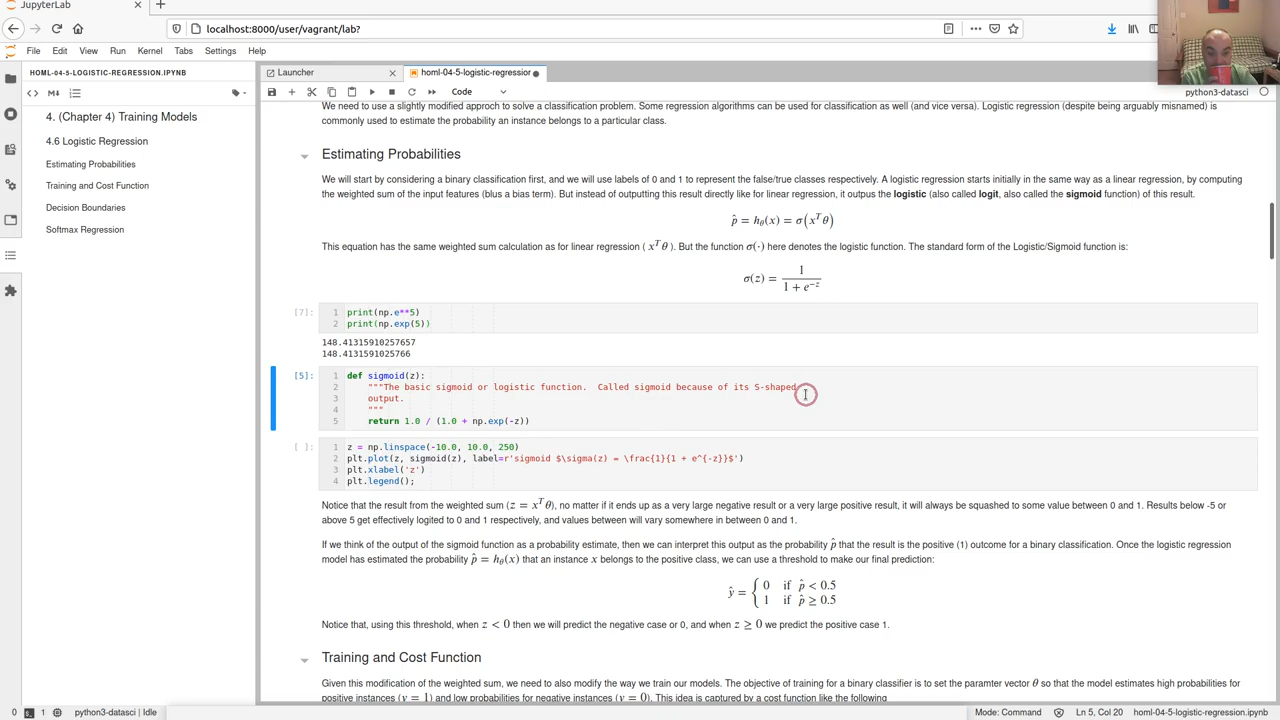 JupyterLab
localhost:8000/user/vagrant/lab?
File Edit View Run Kernel Tabs Settings Help
HOML-04-5-LOGISTIC-REGRESSION.IPYNB
4. (Chapter 4) Training Models
4.6 Logistic Regression
Estimating Probabilities
Training and Cost Function
Decision Boundaries
Softmax Regression
Launcher
homl-04-5-logistic-regressior
Code
python3-datasci
We need to use a slightly modified approch to solve a classification problem. Some regression algorithms can be used for classification as well (and vice versa). Logistic regression (despite being arguably misnamed) is
commonly used to estimate the probability an instance belongs to a particular class.
Estimating Probabilities
We will start by considering a binary classification first, and we will use labels of 0 and 1 to represent the false/true classes respectively. A logistic regression starts initially in the same way as a linear regression, by computing
the weighted sum of the input features (blus a bias term). But instead of outputting this result directly like for linear regression, it outpus the logistic (also called logit, also called the sigmoid function) of this result.
p̂ = hθ(x) = σ(xᵀθ)
This equation has the same weighted sum calculation as for linear regression ( xᵀθ ). But the function σ(·) here denotes the logistic function. The standard form of the Logistic/Sigmoid function is:
σ(z) = 1 / (1 + e⁻ᶻ)
[7]:
1 print(np.e**5)
2 print(np.exp(5))
148.41315910257657
148.4131591025766
[5]:
1 def sigmoid(z):
2 """The basic sigmoid or logistic function. Called sigmoid because of its S-shaped
3 output.
4 """
5 return 1.0 / (1.0 + np.exp(-z))
[ ]:
1 z = np.linspace(-10.0, 10.0, 250)
2 plt.plot(z, sigmoid(z), label=r'sigmoid $\sigma(z) = \frac{1}{1 + e^{-z}}$')
3 plt.xlabel('z')
4 plt.legend();
Notice that the result from the weighted sum (z = xᵀθ), no matter if it ends up as a very large negative result or a very large positive result, it will always be squashed to some value between 0 and 1. Results below -5 or
above 5 get effectively logited to 0 and 1 respectively, and values between will vary somewhere in between 0 and 1.
If we think of the output of the sigmoid function as a probability estimate, then we can interpret this output as the probability p̂ that the result is the positive (1) outcome for a binary classification. Once the logistic regression
model has estimated the probability p̂ = hθ(x) that an instance x belongs to the positive class, we can use a threshold to make our final prediction:
ŷ = { 0 if p̂ < 0.5
1 if p̂ ≥ 0.5
Notice that, using this threshold, when z < 0 then we will predict the negative case or 0, and when z ≥ 0 we predict the positive case 1.
Training and Cost Function
Given this modification of the weighted sum, we need to also modify the way we train our models. The objective of training for a binary classifier is to set the paramter vector θ so that the model estimates high probabilities for
positive instances (y = 1) and low probabilities for negative instances (y = 0). This idea is captured by a cost function like the following
0 1 python3-datasci | Idle
Mode: Command Ln 5, Col 20 homl-04-5-logistic-regression.ipynb